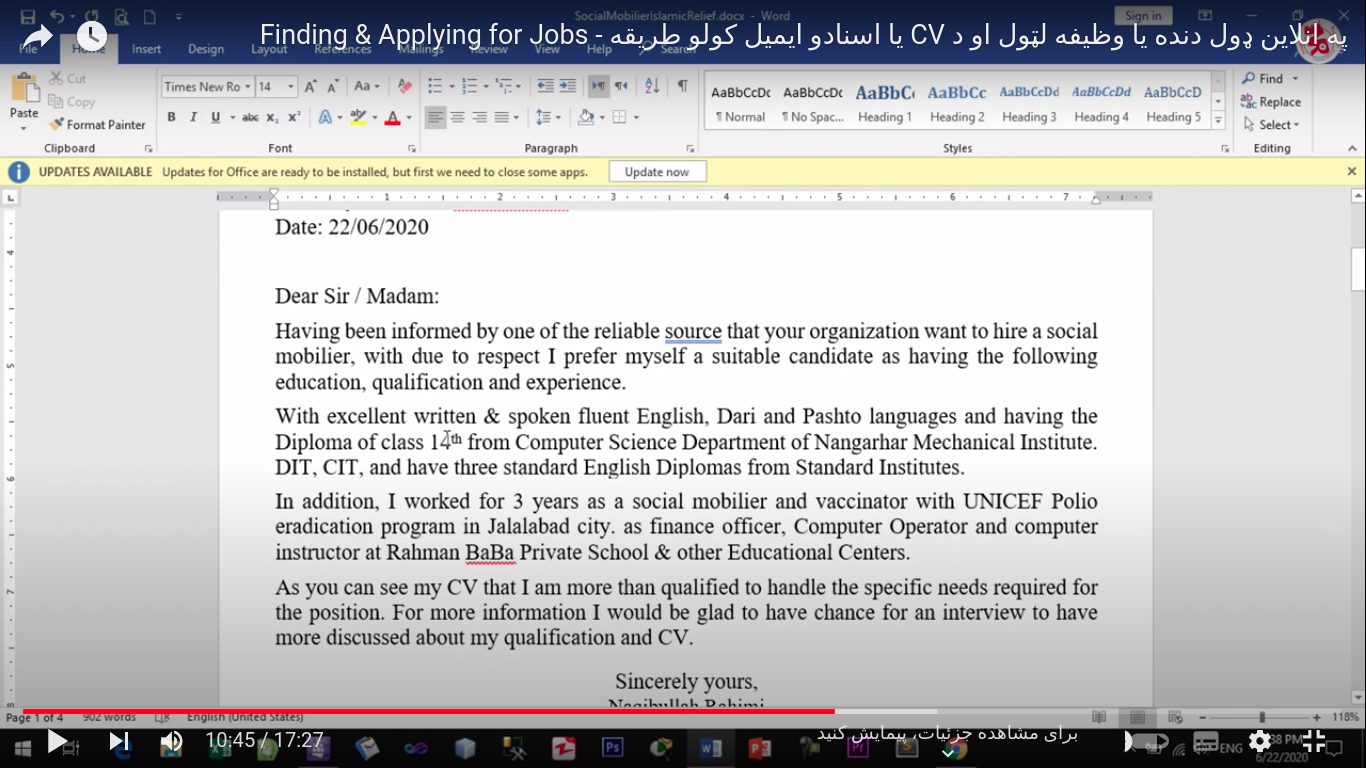 SocialMobilierIslamicRelief.docx - Word
Sign in
Finding & Applying for Jobs - په انلاین ډول دنده یا وظیفه لټول او د CV یا اسنادو ایمیل کولو طریقه
File Home Insert Design Layout References Mailings Review View Help Search
Cut
Copy
Format Painter
Paste
Clipboard
Times New Ro 14
Font
Paragraph
AaBbCcDc AaBbCcDc AaBbC AaBbCc AaBbCcDd AaBbCcDd AaBbCcD
¶ Normal ¶ No Spac... Heading 1 Heading 2 Heading 3 Heading 4 Heading 5
Styles
Find
Replace
Select
Editing
UPDATES AVAILABLE Updates for Office are ready to be installed, but first we need to close some apps. Update now
Date: 22/06/2020
Dear Sir / Madam:
Having been informed by one of the reliable source that your organization want to hire a social
mobilier, with due to respect I prefer myself a suitable candidate as having the following
education, qualification and experience.
With excellent written & spoken fluent English, Dari and Pashto languages and having the
Diploma of class 14th from Computer Science Department of Nangarhar Mechanical Institute.
DIT, CIT, and have three standard English Diplomas from Standard Institutes.
In addition, I worked for 3 years as a social mobilier and vaccinator with UNICEF Polio
eradication program in Jalalabad city. as finance officer, Computer Operator and computer
instructor at Rahman BaBa Private School & other Educational Centers.
As you can see my CV that I am more than qualified to handle the specific needs required for
the position. For more information I would be glad to have chance for an interview to have
more discussed about my qualification and CV.
Sincerely yours,
Naqibullah Rahimi
Page 1 of 4 902 words English (United States) 118%
10:45 / 17:27
برای مشاهده جزئیات، پیمایش کنید
ENG
6/22/2020